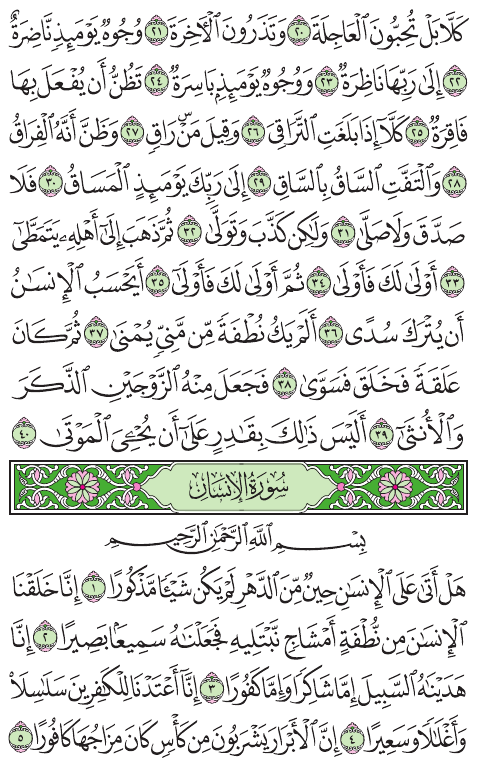 كَلَّا بَلْ تُحِبُّونَ ٱلْعَاجِلَةَ ٢٠ وَتَذَرُونَ ٱلْأٓخِرَةَ ٢١ وُجُوهٌ يَوْمَئِذٍ نَّاضِرَةٌ
٢٢ إِلَىٰ رَبِّهَا نَاظِرَةٌ ٢٣ وَوُجُوهٌ يَوْمَئِذٍۭ بَاسِرَةٌ ٢٤ تَظُنُّ أَن يُفْعَلَ بِهَا
فَاقِرَةٌ ٢٥ كَلَّآ إِذَا بَلَغَتِ ٱلتَّرَاقِيَ ٢٦ وَقِيلَ مَنْۜ رَاقٍ ٢٧ وَظَنَّ أَنَّهُ ٱلْفِرَاقُ
٢٨ وَٱلْتَفَّتِ ٱلسَّاقُ بِٱلسَّاقِ ٢٩ إِلَىٰ رَبِّكَ يَوْمَئِذٍ ٱلْمَسَاقُ ٣٠ فَلَا
صَدَّقَ وَلَا صَلَّىٰ ٣١ وَلَٰكِن كَذَّبَ وَتَوَلَّىٰ ٣٢ ثُمَّ ذَهَبَ إِلَىٰٓ أَهْلِهِۦ يَتَمَطَّىٰٓ
٣٣ أَوْلَىٰ لَكَ فَأَوْلَىٰ ٣٤ ثُمَّ أَوْلَىٰ لَكَ فَأَوْلَىٰٓ ٣٥ أَيَحْسَبُ ٱلْإِنسَٰنُ
أَن يُتْرَكَ سُدًى ٣٦ أَلَمْ يَكُ نُطْفَةً مِّن مَّنِىٍّ يُمْنَىٰ ٣٧ ثُمَّ كَانَ
عَلَقَةً فَخَلَقَ فَسَوَّىٰ ٣٨ فَجَعَلَ مِنْهُ ٱلزَّوْجَيْنِ ٱلذَّكَرَ
وَٱلْأُنثَىٰٓ ٣٩ أَلَيْسَ ذَٰلِكَ بِقَٰدِرٍ عَلَىٰٓ أَن يُحْـِۧىَ ٱلْمَوْتَىٰ ٤٠
سُورَةُ ٱلْإِنسَانِ
بِسْمِ ٱللَّهِ ٱلرَّحْمَٰنِ ٱلرَّحِيمِ
هَلْ أَتَىٰ عَلَى ٱلْإِنسَٰنِ حِينٌ مِّنَ ٱلدَّهْرِ لَمْ يَكُن شَيْـًٔا مَّذْكُورًا ١ إِنَّا خَلَقْنَا
ٱلْإِنسَٰنَ مِن نُّطْفَةٍ أَمْشَاجٍ نَّبْتَلِيهِ فَجَعَلْنَٰهُ سَمِيعًۢا بَصِيرًا ٢ إِنَّا
هَدَيْنَٰهُ ٱلسَّبِيلَ إِمَّا شَاكِرًا وَإِمَّا كَفُورًا ٣ إِنَّآ أَعْتَدْنَا لِلْكَٰفِرِينَ سَلَٰسِلَا۟
وَأَغْلَٰلًا وَسَعِيرًا ٤ إِنَّ ٱلْأَبْرَارَ يَشْرَبُونَ مِن كَأْسٍ كَانَ مِزَاجُهَا كَافُورًا ٥